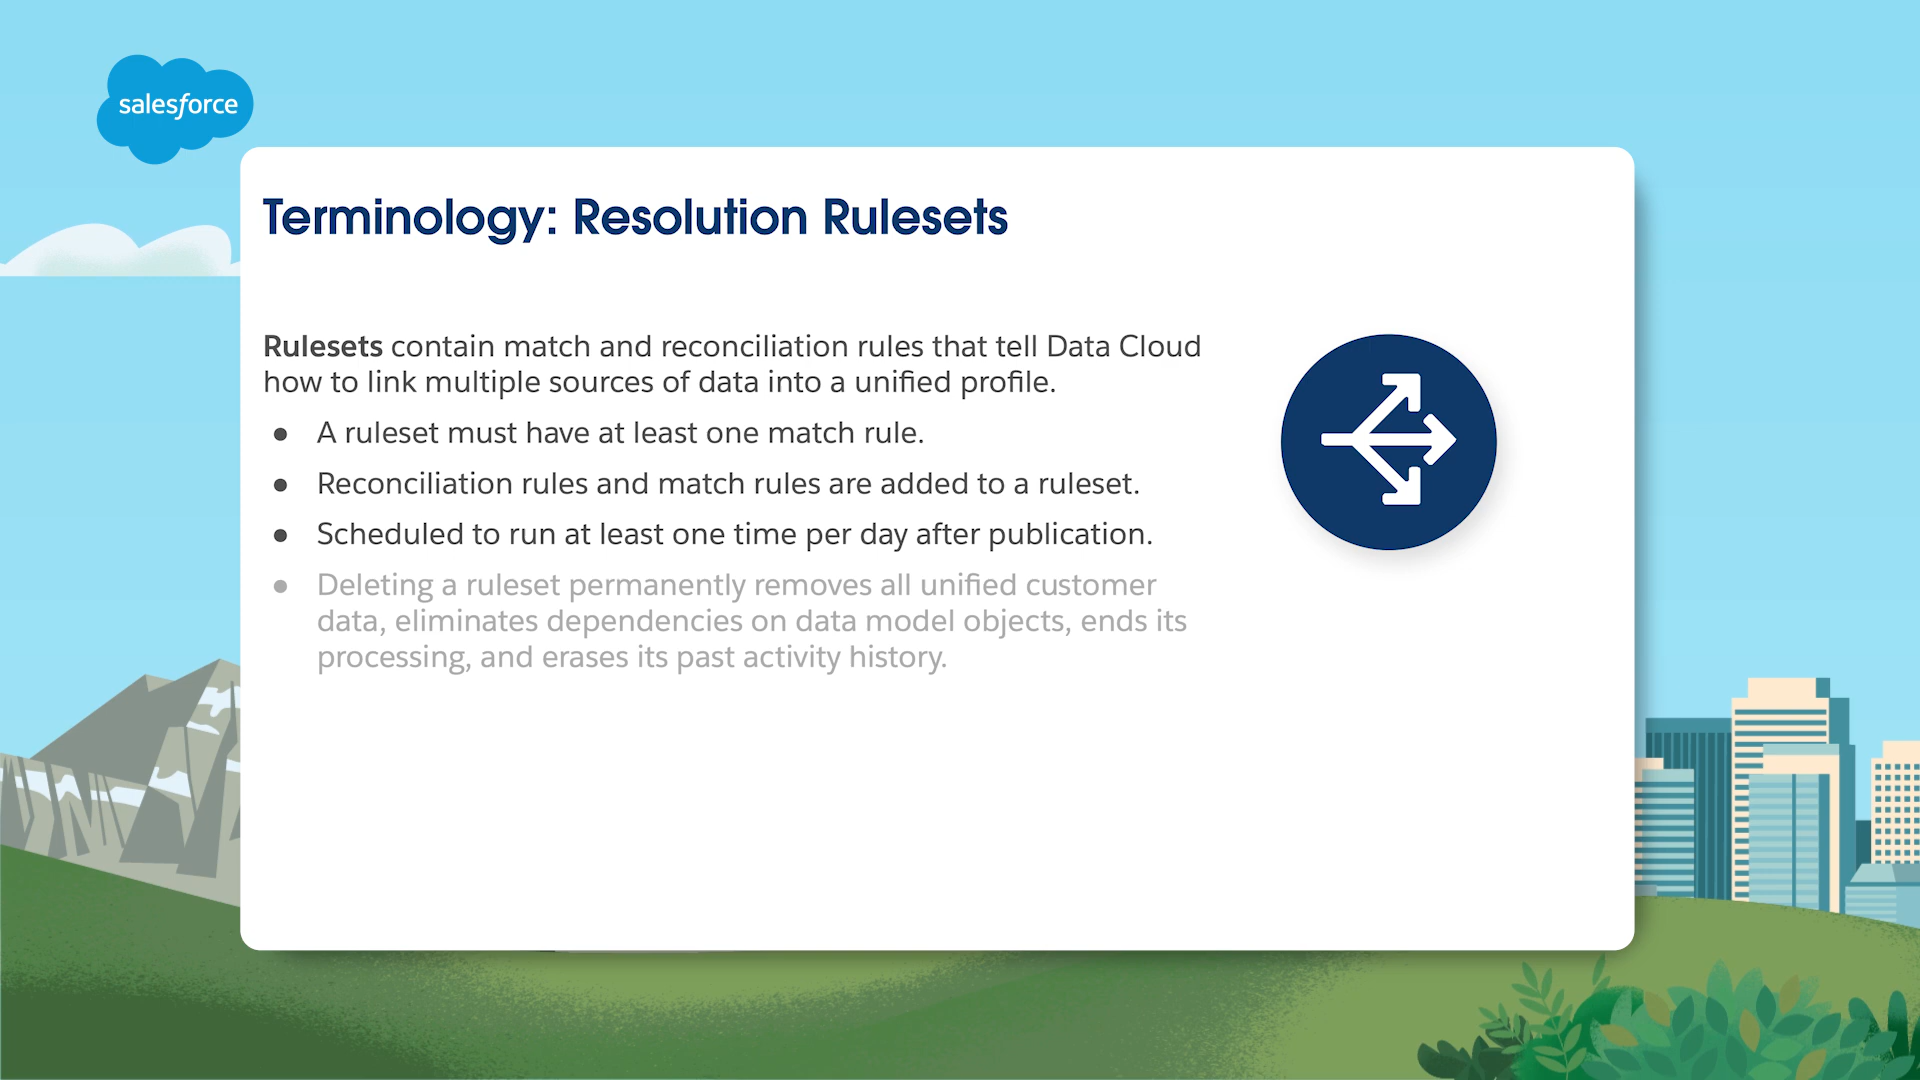 salesforce
Terminology: Resolution Rulesets
Rulesets contain match and reconciliation rules that tell Data Cloud
how to link multiple sources of data into a unified profile.
● A ruleset must have at least one match rule.
● Reconciliation rules and match rules are added to a ruleset.
● Scheduled to run at least one time per day after publication.
● Deleting a ruleset permanently removes all unified customer
data, eliminates dependencies on data model objects, ends its
processing, and erases its past activity history.